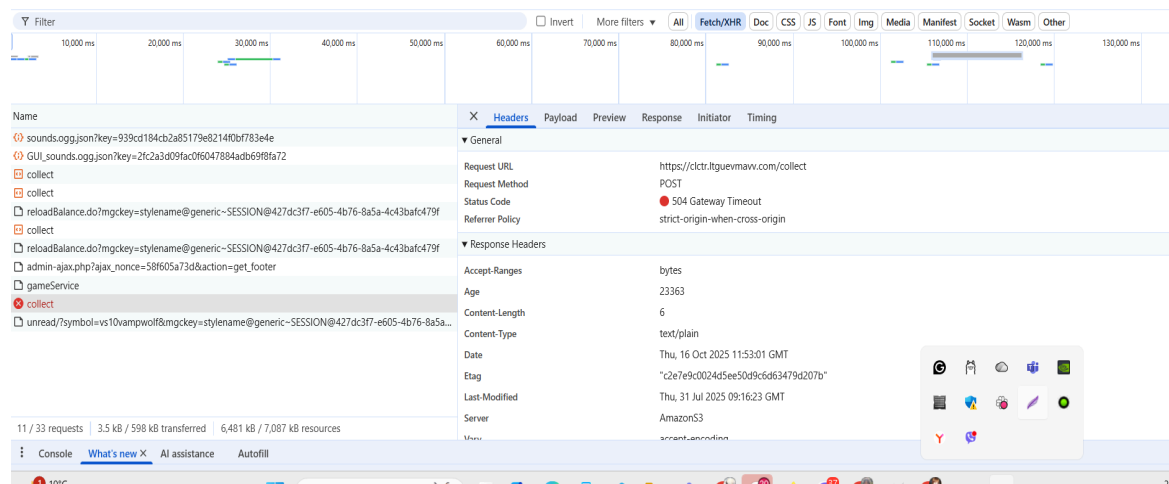 Filter Invert More filters All Fetch/XHR Doc CSS JS Font Img Media Manifest Socket Wasm Other
10,000 ms 20,000 ms 30,000 ms 40,000 ms 50,000 ms 60,000 ms 70,000 ms 80,000 ms 90,000 ms 100,000 ms 110,000 ms 120,000 ms 130,000 ms
Name
sounds.ogg.json?key=939cd184cb2a85179e8214f0bf783e4e
GUI_sounds.ogg.json?key=2fc2a3d09fac0f6047884adb69f8fa72
collect
collect
reloadBalance.do?mgckey=stylename@generic~SESSION@427dc3f7-e605-4b76-8a5a-4c43bafc479f
collect
reloadBalance.do?mgckey=stylename@generic~SESSION@427dc3f7-e605-4b76-8a5a-4c43bafc479f
admin-ajax.php?ajax_nonce=58f605a73d&action=get_footer
gameService
collect
unread/?symbol=vs10vampwolf&mgckey=stylename@generic~SESSION@427dc3f7-e605-4b76-8a5a...
11 / 33 requests 3.5 kB / 598 kB transferred 6,481 kB / 7,087 kB resources
Headers Payload Preview Response Initiator Timing
General
Request URL https://clctr.ltguevmavv.com/collect
Request Method POST
Status Code 504 Gateway Timeout
Referrer Policy strict-origin-when-cross-origin
Response Headers
Accept-Ranges bytes
Age 23363
Content-Length 6
Content-Type text/plain
Date Thu, 16 Oct 2025 11:53:01 GMT
Etag "c2e7e9c0024d5ee50d9c6d63479d207b"
Last-Modified Thu, 31 Jul 2025 09:16:23 GMT
Server AmazonS3
Vary accept-encoding
Console What's new AI assistance Autofill